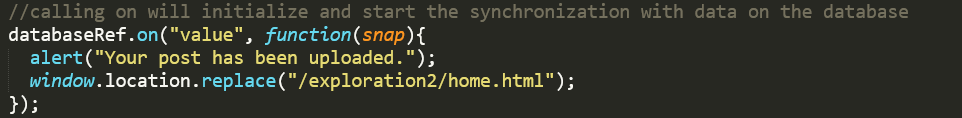 //calling on will initialize and start the synchronization with data on the database
databaseRef.on("value", function(snap){
  alert("Your post has been uploaded.");
  window.location.replace("/exploration2/home.html");
});